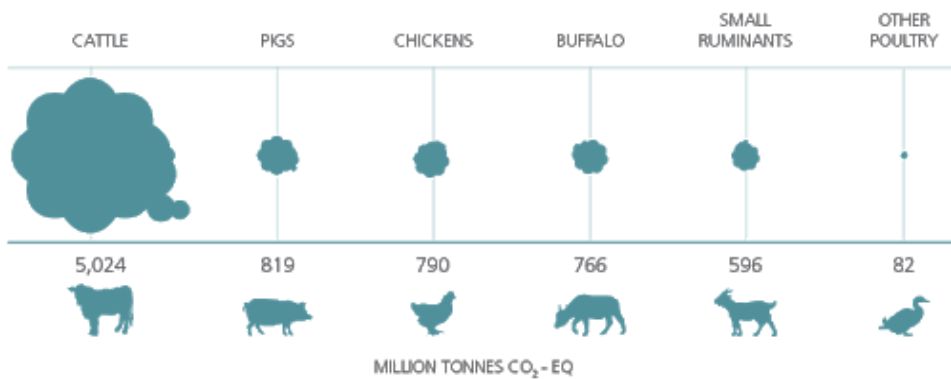 CATTLE PIGS CHICKENS BUFFALO SMALL RUMINANTS OTHER POULTRY
5,024 819 790 766 596 82
MILLION TONNES CO₂ - EQ